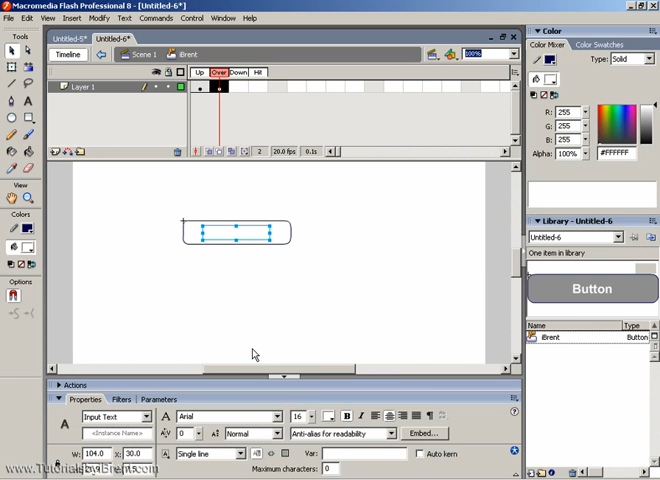 Macromedia Flash Professional 8 - [Untitled-6*]
File Edit View Insert Modify Text Commands Control Window Help
Tools
View
Colors
Options
Untitled-5* Untitled-6*
Timeline Scene 1 iBrent 100%
Up Over Down Hit
Layer 1
2 20.0 fps 0.1s
Actions
Properties Filters Parameters
A Input Text A Arial 16 B I
<Instance Name> A/V 0 Normal Anti-alias for readability Embed...
W: 104.0 X: 30.0 Single line Var: Auto kern
Maximum characters: 0
Color
Color Mixer Color Swatches
Type: Solid
R: 255
G: 255
B: 255
Alpha: 100% #FFFFFF
Library - Untitled-6
Untitled-6
One item in library
Button
Name Type
iBrent Button
www.TutorialsbyiBrent.com